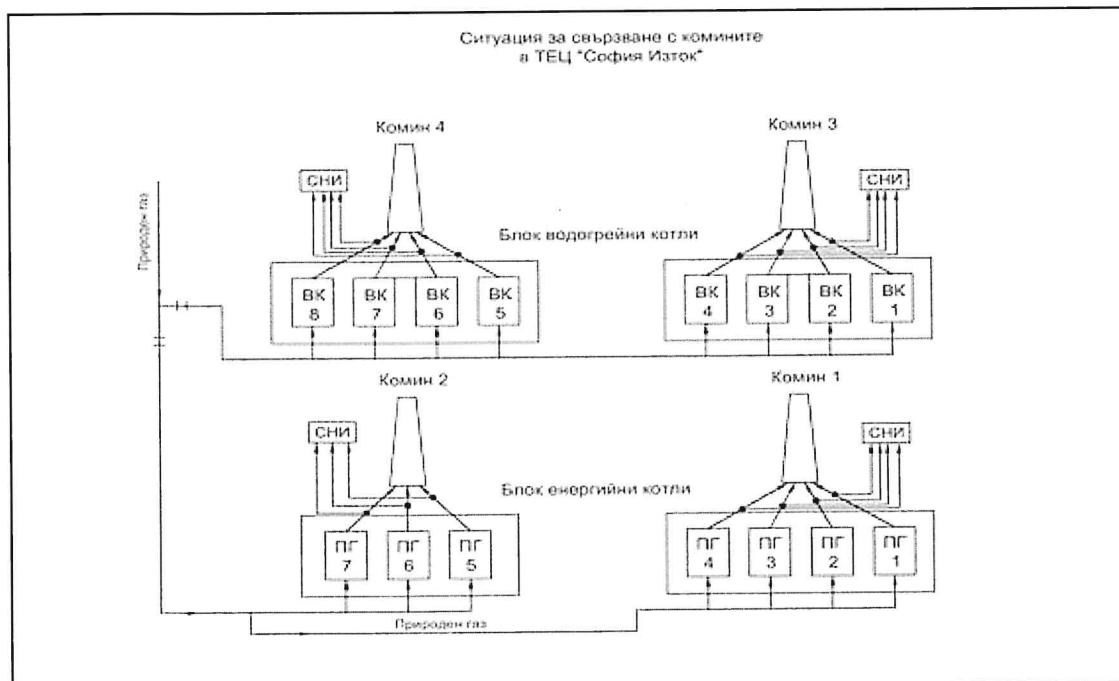 Ситуация за свързване с комините
в ТЕЦ "София Изток"
Комин 4
Комин 3
СНИ
СНИ
Природен газ
Блок водогрейни котли
ВК
8
ВК
7
ВК
6
ВК
5
ВК
4
ВК
3
ВК
2
ВК
1
Комин 2
Комин 1
СНИ
СНИ
Блок енергийни котли
ПГ
7
ПГ
6
ПГ
5
ПГ
4
ПГ
3
ПГ
2
ПГ
1
Природен газ